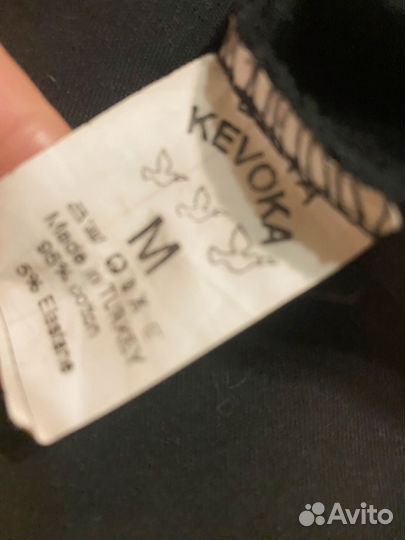 KEVOKA
M
Made in TURKEY
95% cotton
5% Elastane
Avito